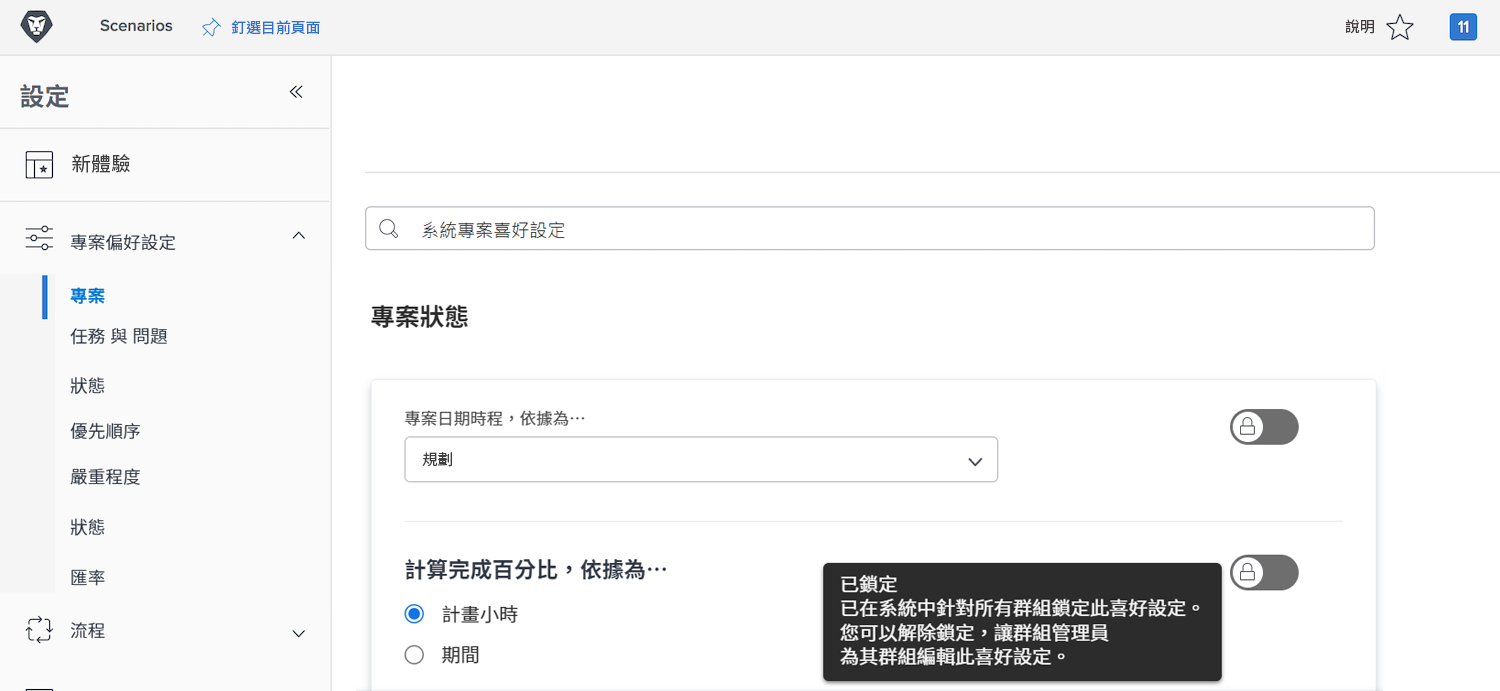 Scenarios
釘選目前頁面
說明
11
設定
新體驗
專案偏好設定
專案
任務 與 問題
狀態
優先順序
嚴重程度
狀態
匯率
流程
系統專案喜好設定
專案狀態
專案日期時程，依據為⋯
規劃
計算完成百分比，依據為⋯
計畫小時
期間
已鎖定
已在系統中針對所有群組鎖定此喜好設定。
您可以解除鎖定，讓群組管理員
為其群組編輯此喜好設定。